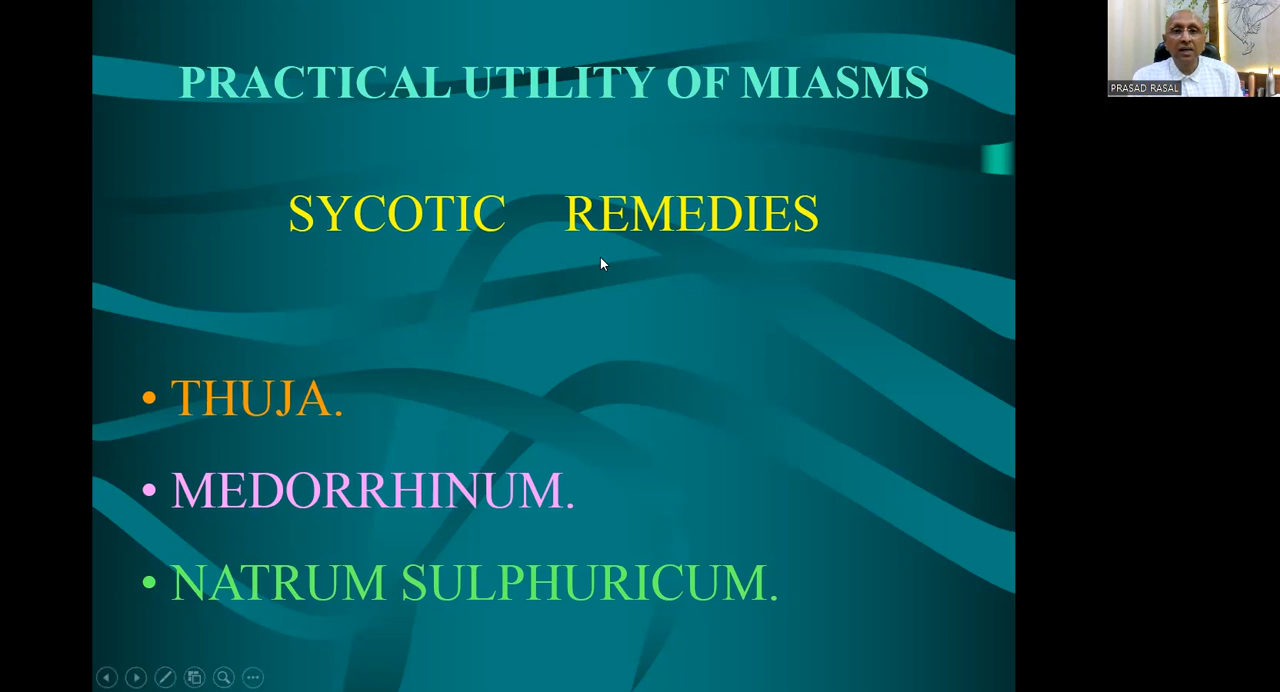 PRACTICAL UTILITY OF MIASMS
PRASAD RASAL
SYCOTIC REMEDIES
• THUJA.
• MEDORRHINUM.
• NATRUM SULPHURICUM.